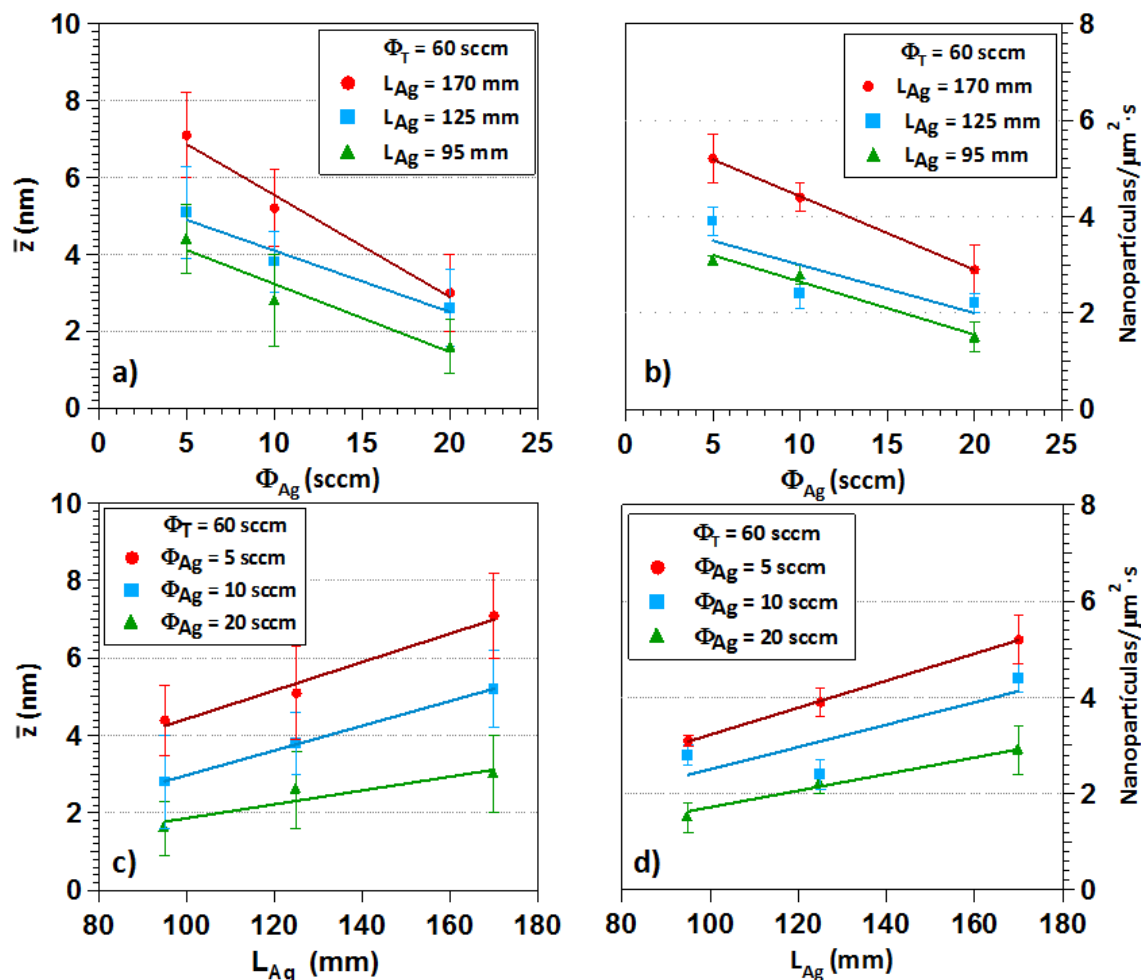 10
8
6
4
2
0
z̄ (nm)
Φ_T = 60 sccm
L_Ag = 170 mm
L_Ag = 125 mm
L_Ag = 95 mm
a)
0 5 10 15 20 25
Φ_Ag (sccm)
Φ_T = 60 sccm
L_Ag = 170 mm
L_Ag = 125 mm
L_Ag = 95 mm
b)
8
6
4
2
0
Nanopartículas/μm²·s
0 5 10 15 20 25
Φ_Ag (sccm)
10
8
6
4
2
0
z̄ (nm)
Φ_T = 60 sccm
Φ_Ag = 5 sccm
Φ_Ag = 10 sccm
Φ_Ag = 20 sccm
c)
80 100 120 140 160 180
L_Ag (mm)
Φ_T = 60 sccm
Φ_Ag = 5 sccm
Φ_Ag = 10 sccm
Φ_Ag = 20 sccm
d)
8
6
4
2
0
Nanopartículas/μm²·s
80 100 120 140 160 180
L_Ag (mm)